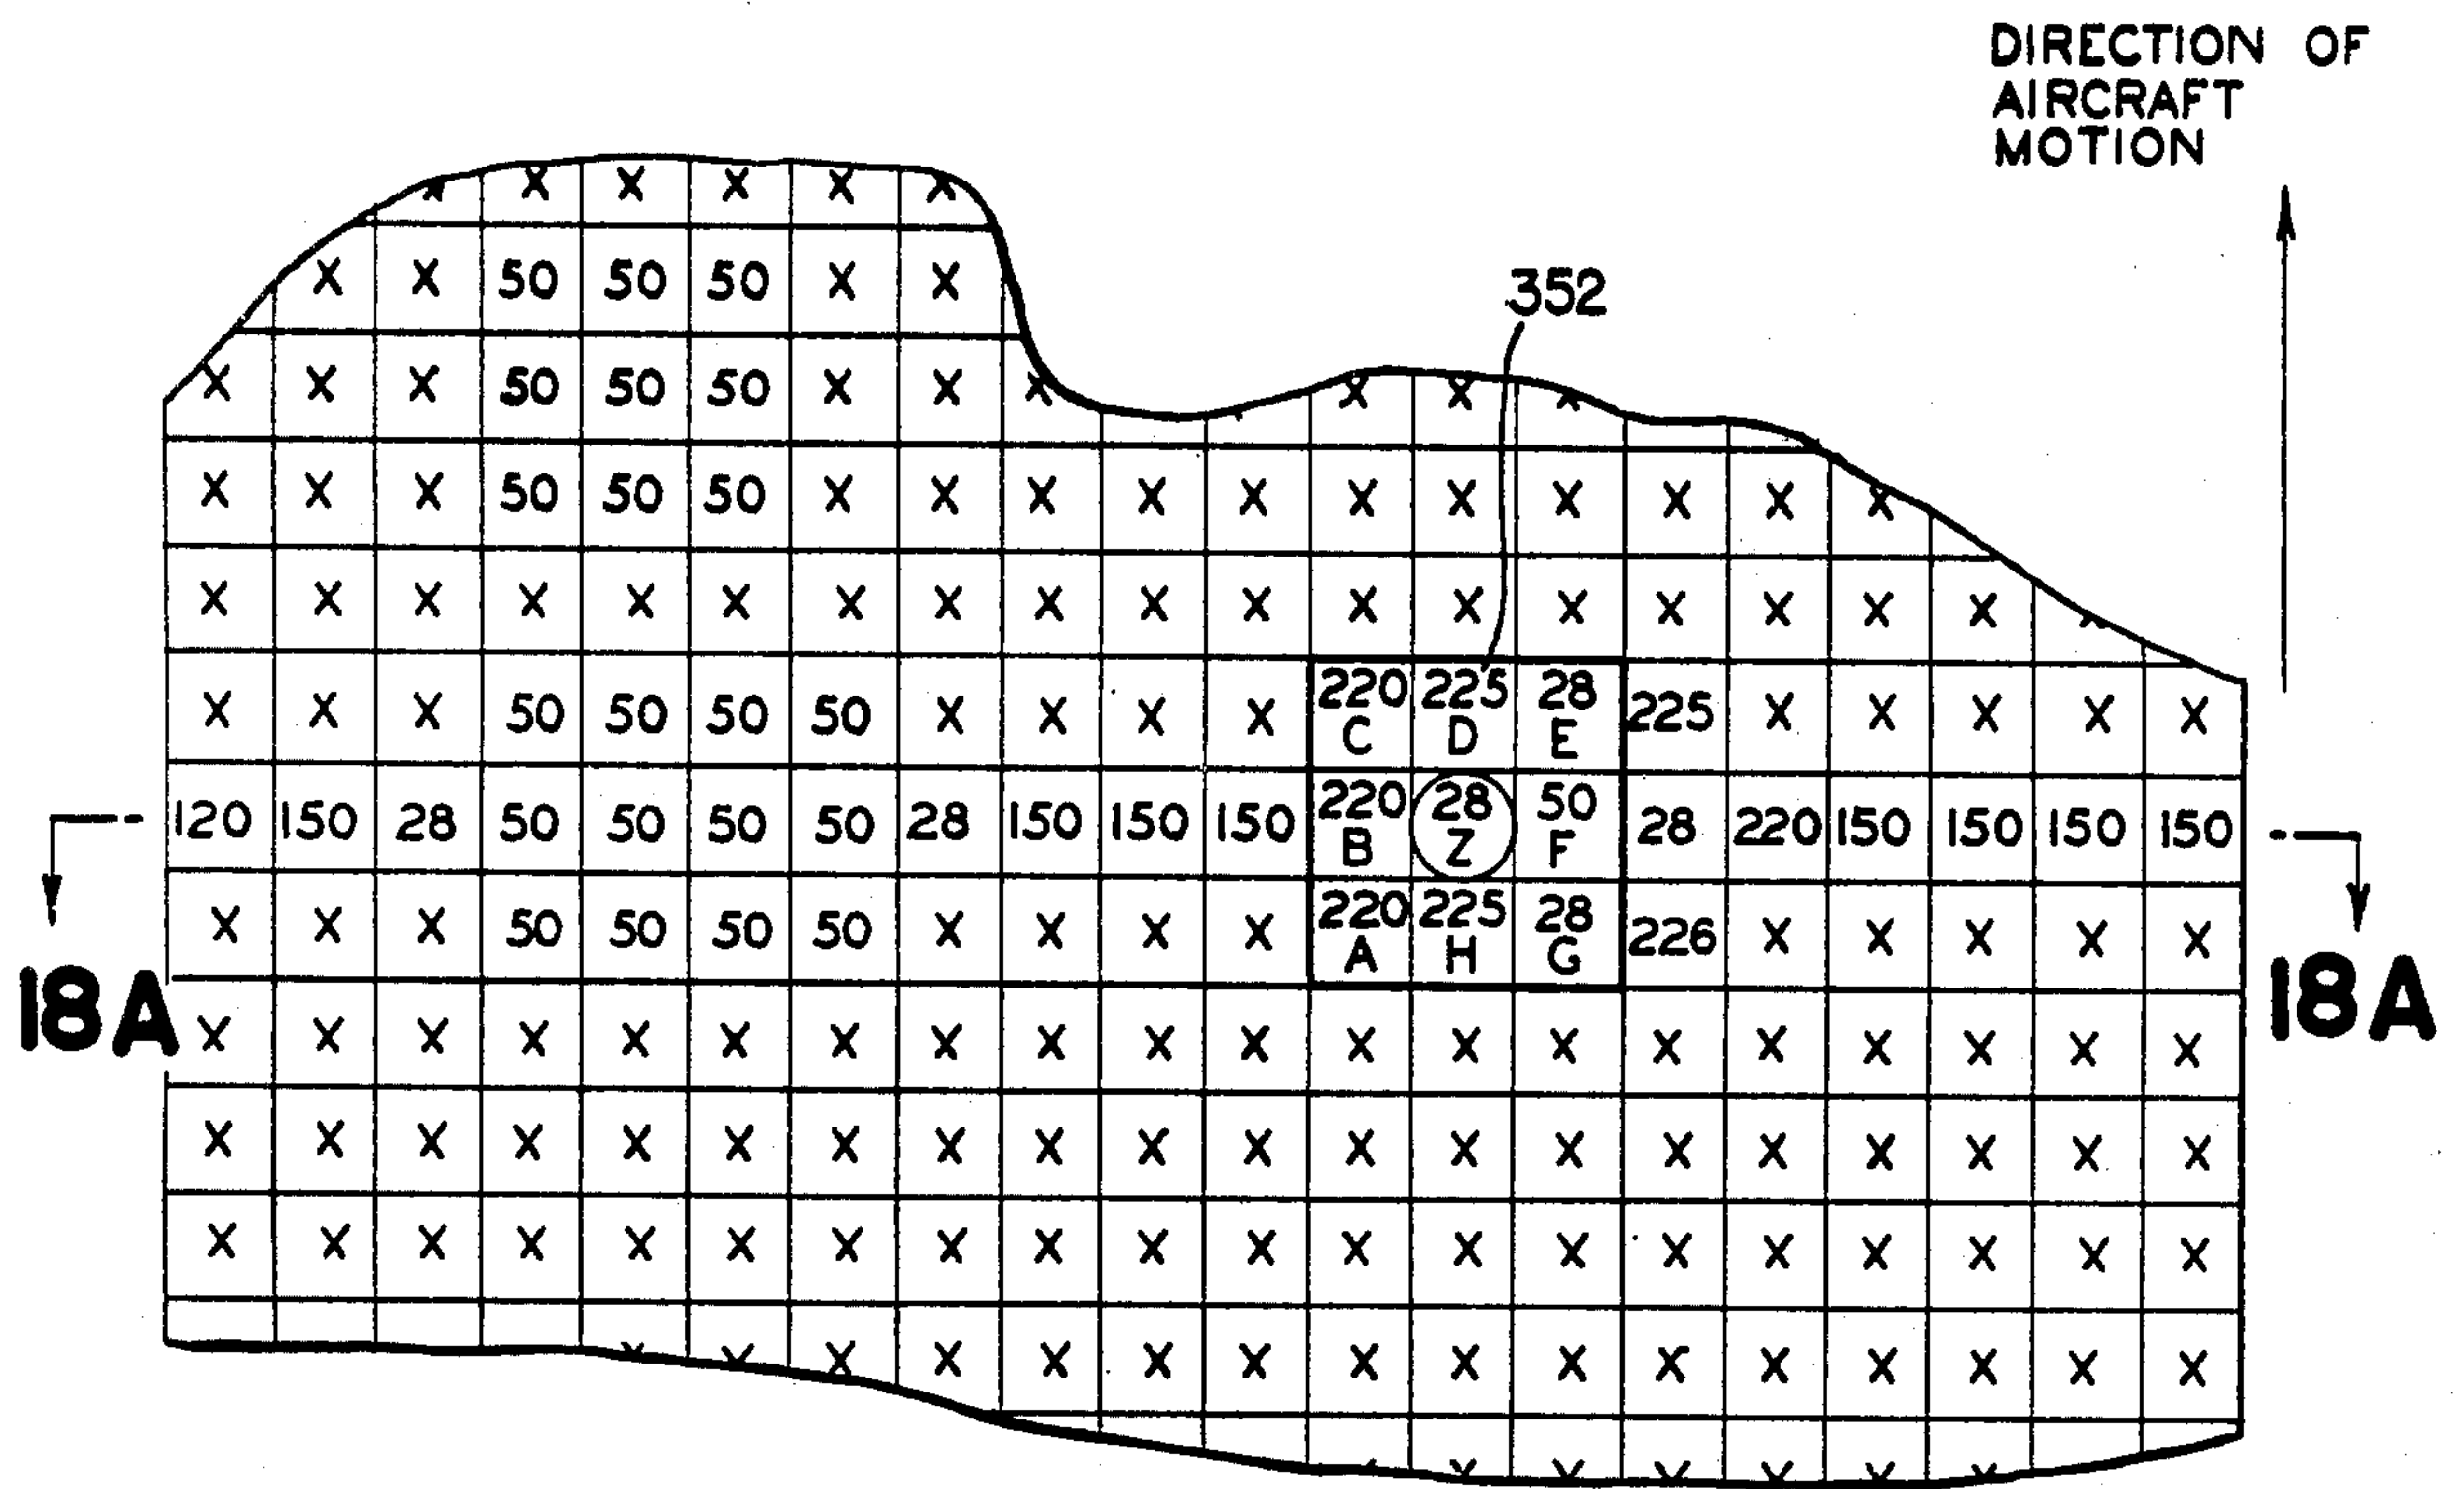 DIRECTION OF
AIRCRAFT
MOTION
X X X X X X
X X 50 50 50 X X
352
X X X 50 50 50 X X X X X X
X X X 50 50 50 X X X X X X X X X X X
X X X X X X X X X X X X X X X X X X X
X X X 50 50 50 50 X X X X 220 225 28 225 X X X X X
C D E
120 150 28 50 50 50 50 28 150 150 150 220 28 50 28 220 150 150 150 150
B Z F
X X X 50 50 50 50 X X X X 220 225 28 226 X X X X X
A H G
18A 18A
X X X X X X X X X X X X X X X X X X X X
X X X X X X X X X X X X X X X X X X X X
X X X X X X X X X X X X X X X X X X X X
X X X X X X X X X X X X X X X X
X X X X X X